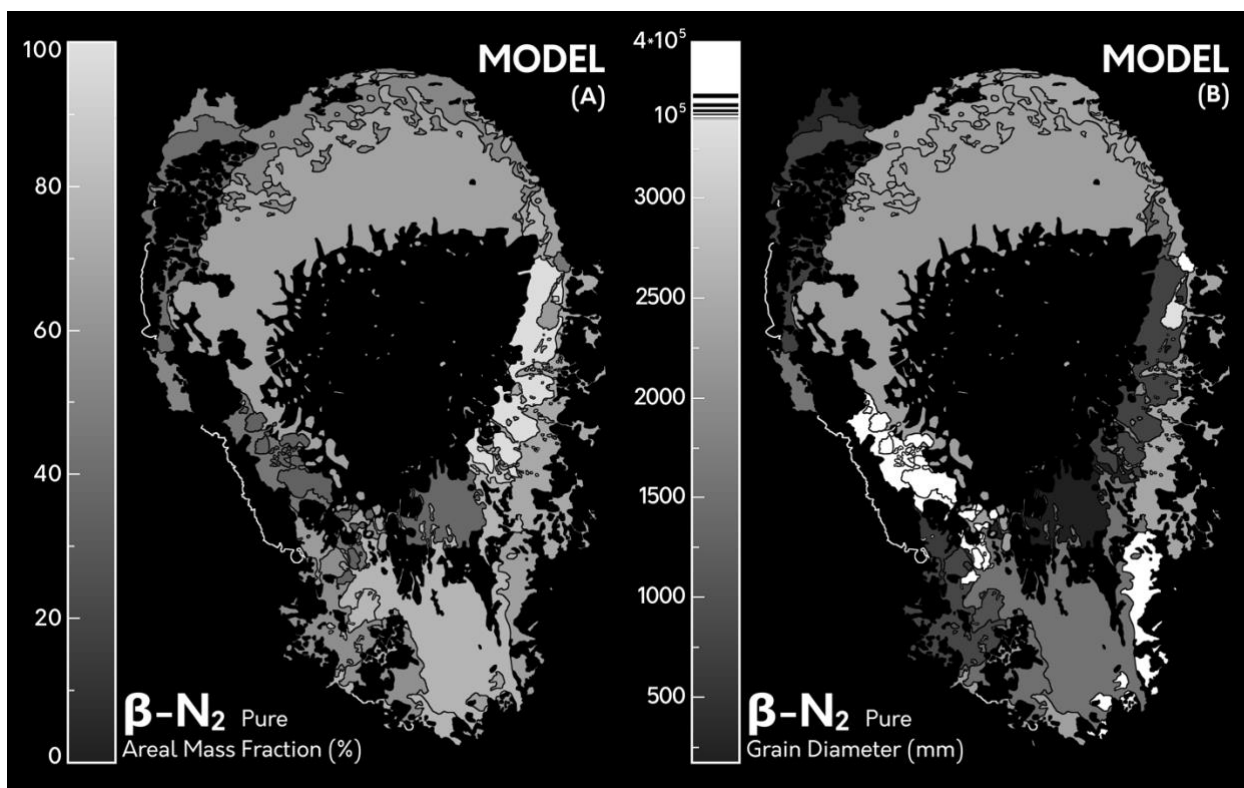 100
80
60
40
20
0
MODEL
(A)
β-N₂ Pure
Areal Mass Fraction (%)
4*10⁵
10⁵
3000
2500
2000
1500
1000
500
MODEL
(B)
β-N₂ Pure
Grain Diameter (mm)